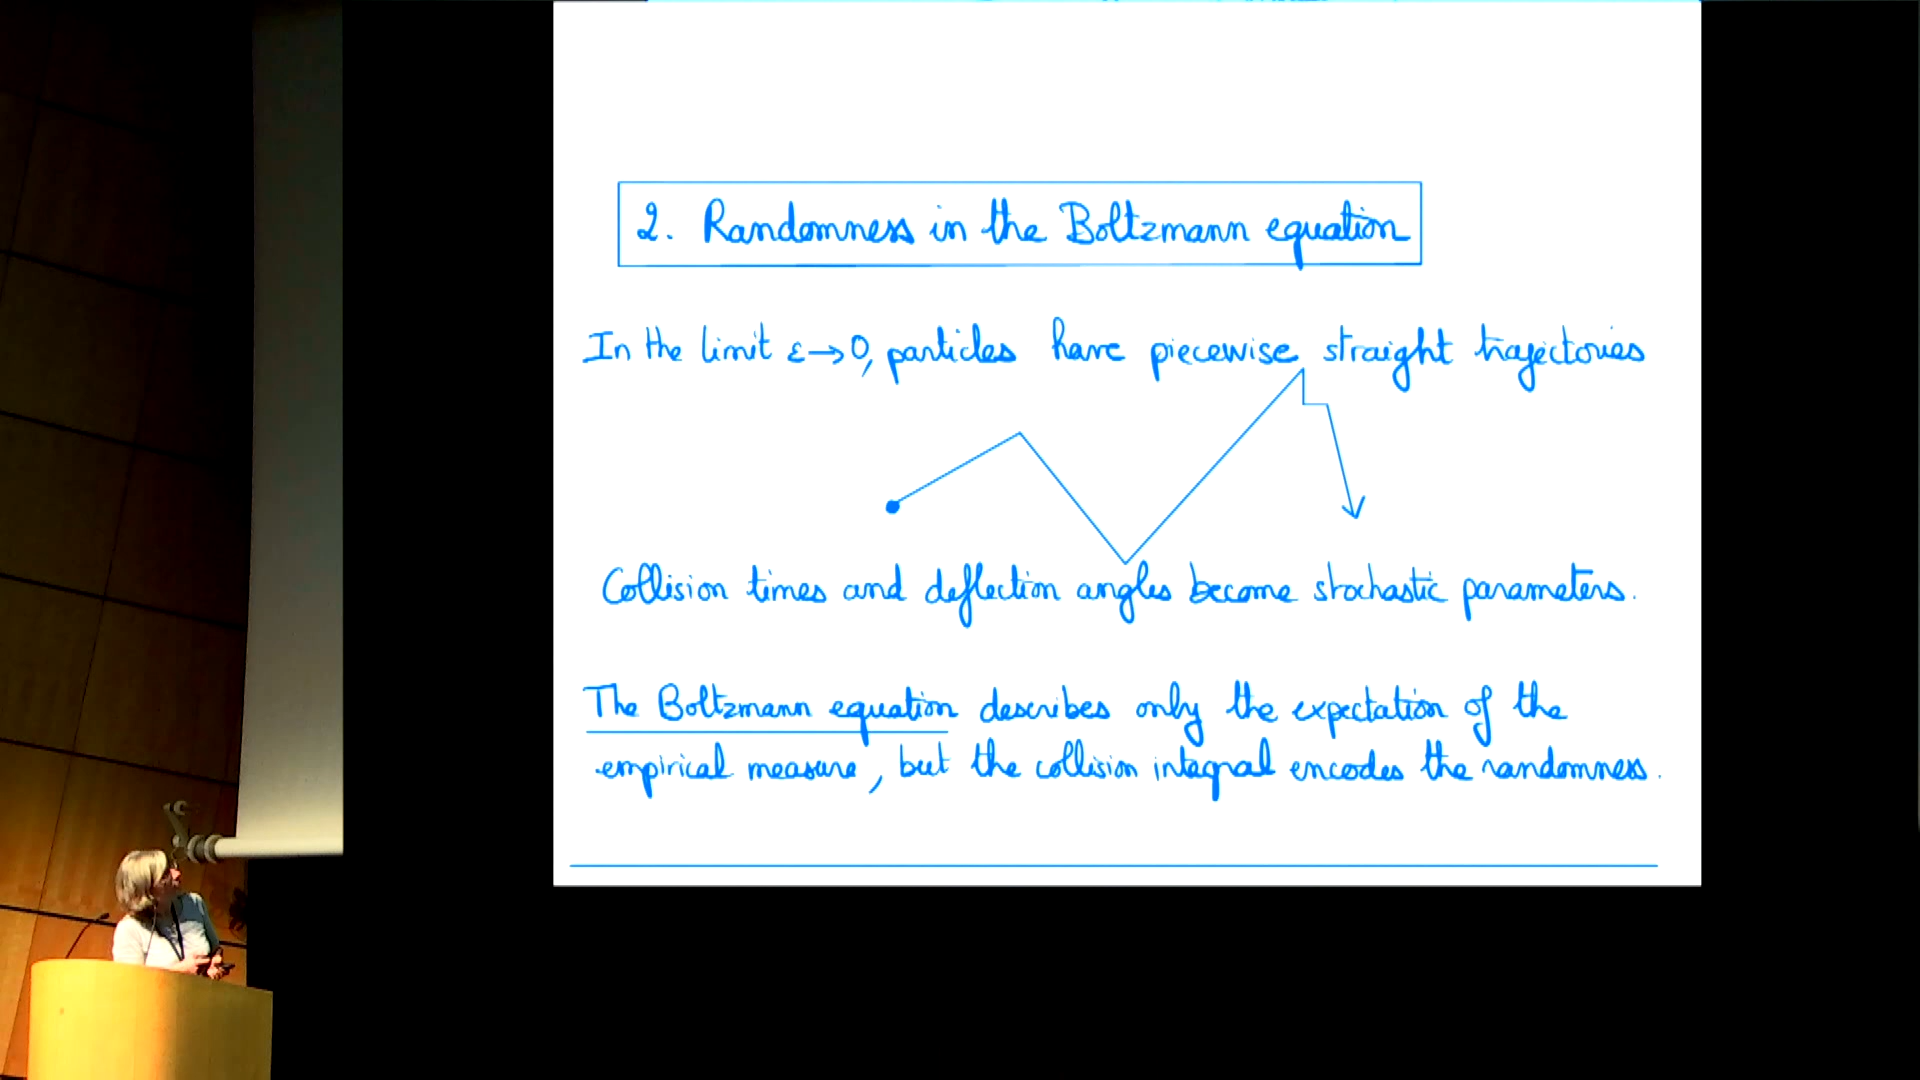 2. Randomness in the Boltzmann equation
In the limit ε→0, particles have piecewise straight trajectories
Collision times and deflection angles become stochastic parameters.
The Boltzmann equation describes only the expectation of the
empirical measure, but the collision integral encodes the randomness.